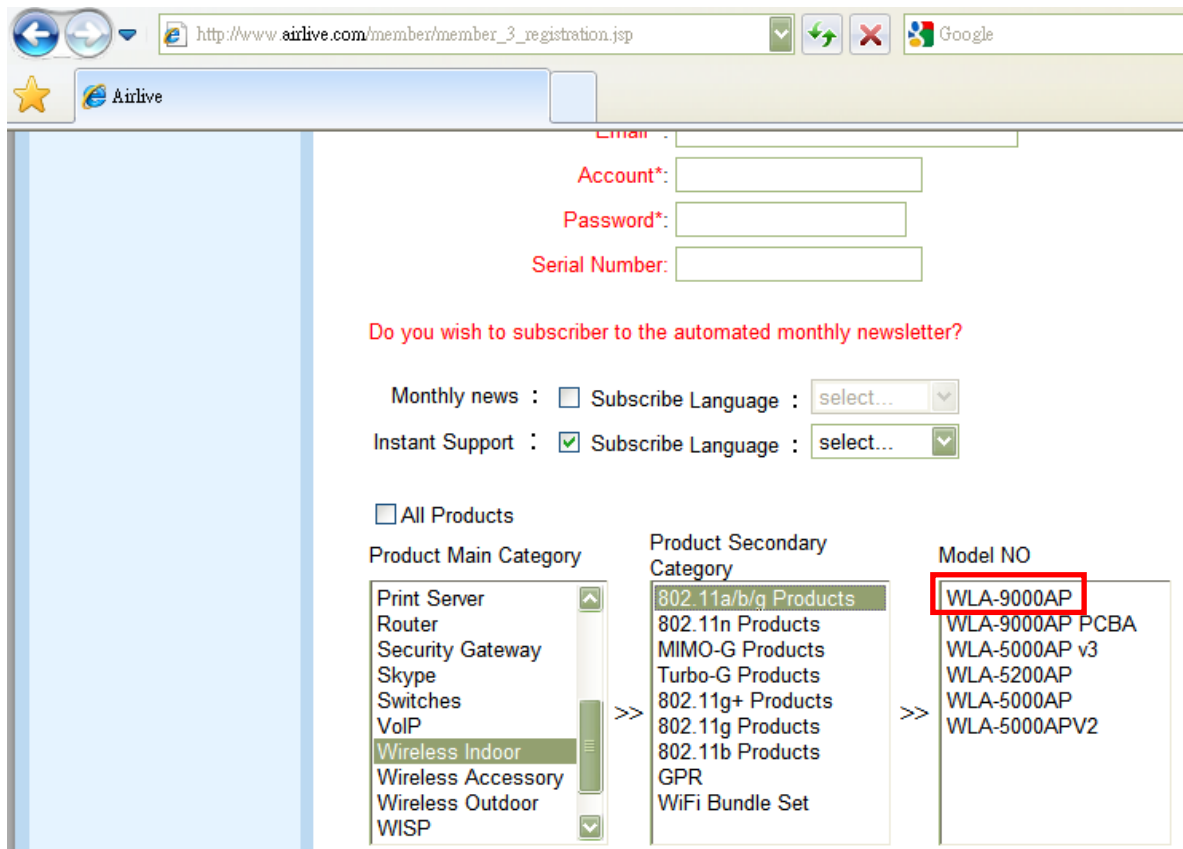 http://www.airlive.com/member/member_3_registration.jsp
Google
Airlive
Email*:
Account*:
Password*:
Serial Number:
Do you wish to subscriber to the automated monthly newsletter?
Monthly news : Subscribe Language : select...
Instant Support : Subscribe Language : select...
All Products
Product Main Category
Print Server
Router
Security Gateway
Skype
Switches
VoIP
Wireless Indoor
Wireless Accessory
Wireless Outdoor
WISP
>>
Product Secondary
Category
802.11a/b/g Products
802.11n Products
MIMO-G Products
Turbo-G Products
802.11g+ Products
802.11g Products
802.11b Products
GPR
WiFi Bundle Set
>>
Model NO
WLA-9000AP
WLA-9000AP PCBA
WLA-5000AP v3
WLA-5200AP
WLA-5000AP
WLA-5000APV2